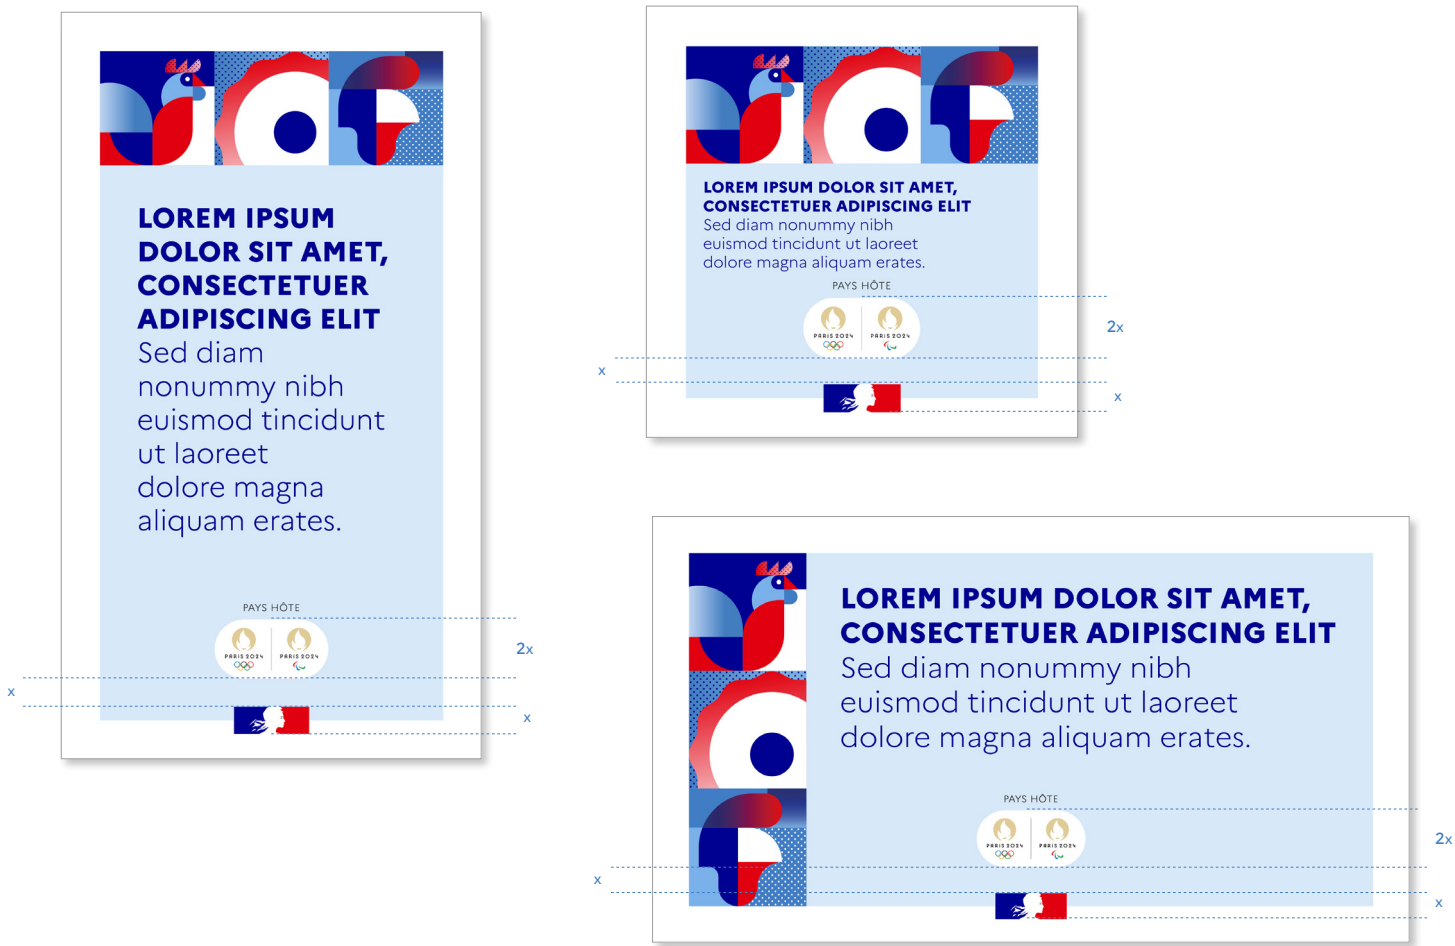 LOREM IPSUM
DOLOR SIT AMET,
CONSECTETUER
ADIPISCING ELIT
Sed diam
nonummy nibh
euismod tincidunt
ut laoreet
dolore magna
aliquam erates.
PAYS HÔTE
PARIS 2024 PARIS 2024
2x
x
x
LOREM IPSUM DOLOR SIT AMET,
CONSECTETUER ADIPISCING ELIT
Sed diam nonummy nibh
euismod tincidunt ut laoreet
dolore magna aliquam erates.
PAYS HÔTE
PARIS 2024 PARIS 2024
2x
x
x
LOREM IPSUM DOLOR SIT AMET,
CONSECTETUER ADIPISCING ELIT
Sed diam nonummy nibh
euismod tincidunt ut laoreet
dolore magna aliquam erates.
PAYS HÔTE
PARIS 2024 PARIS 2024
2x
x
x